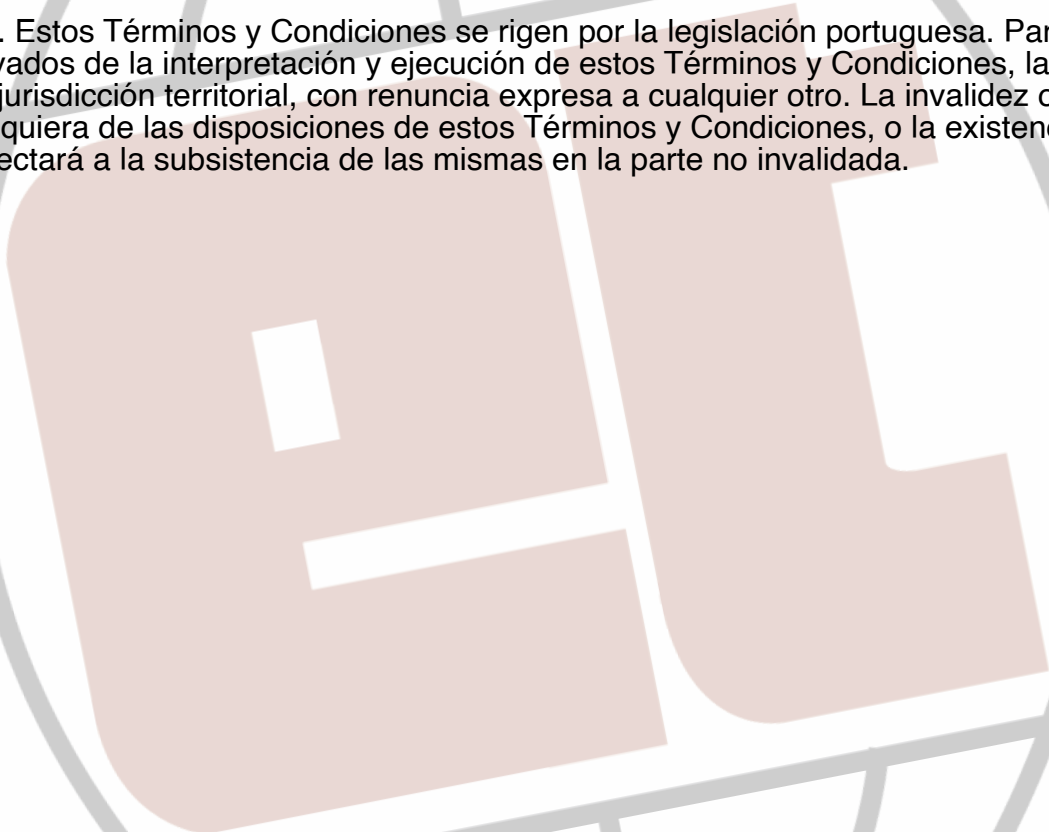 . Estos Términos y Condiciones se rigen por la legislación portuguesa. Par
vados de la interpretación y ejecución de estos Términos y Condiciones, la
jurisdicción territorial, con renuncia expresa a cualquier otro. La invalidez o
quiera de las disposiciones de estos Términos y Condiciones, o la existenc
ectará a la subsistencia de las mismas en la parte no invalidada.
et